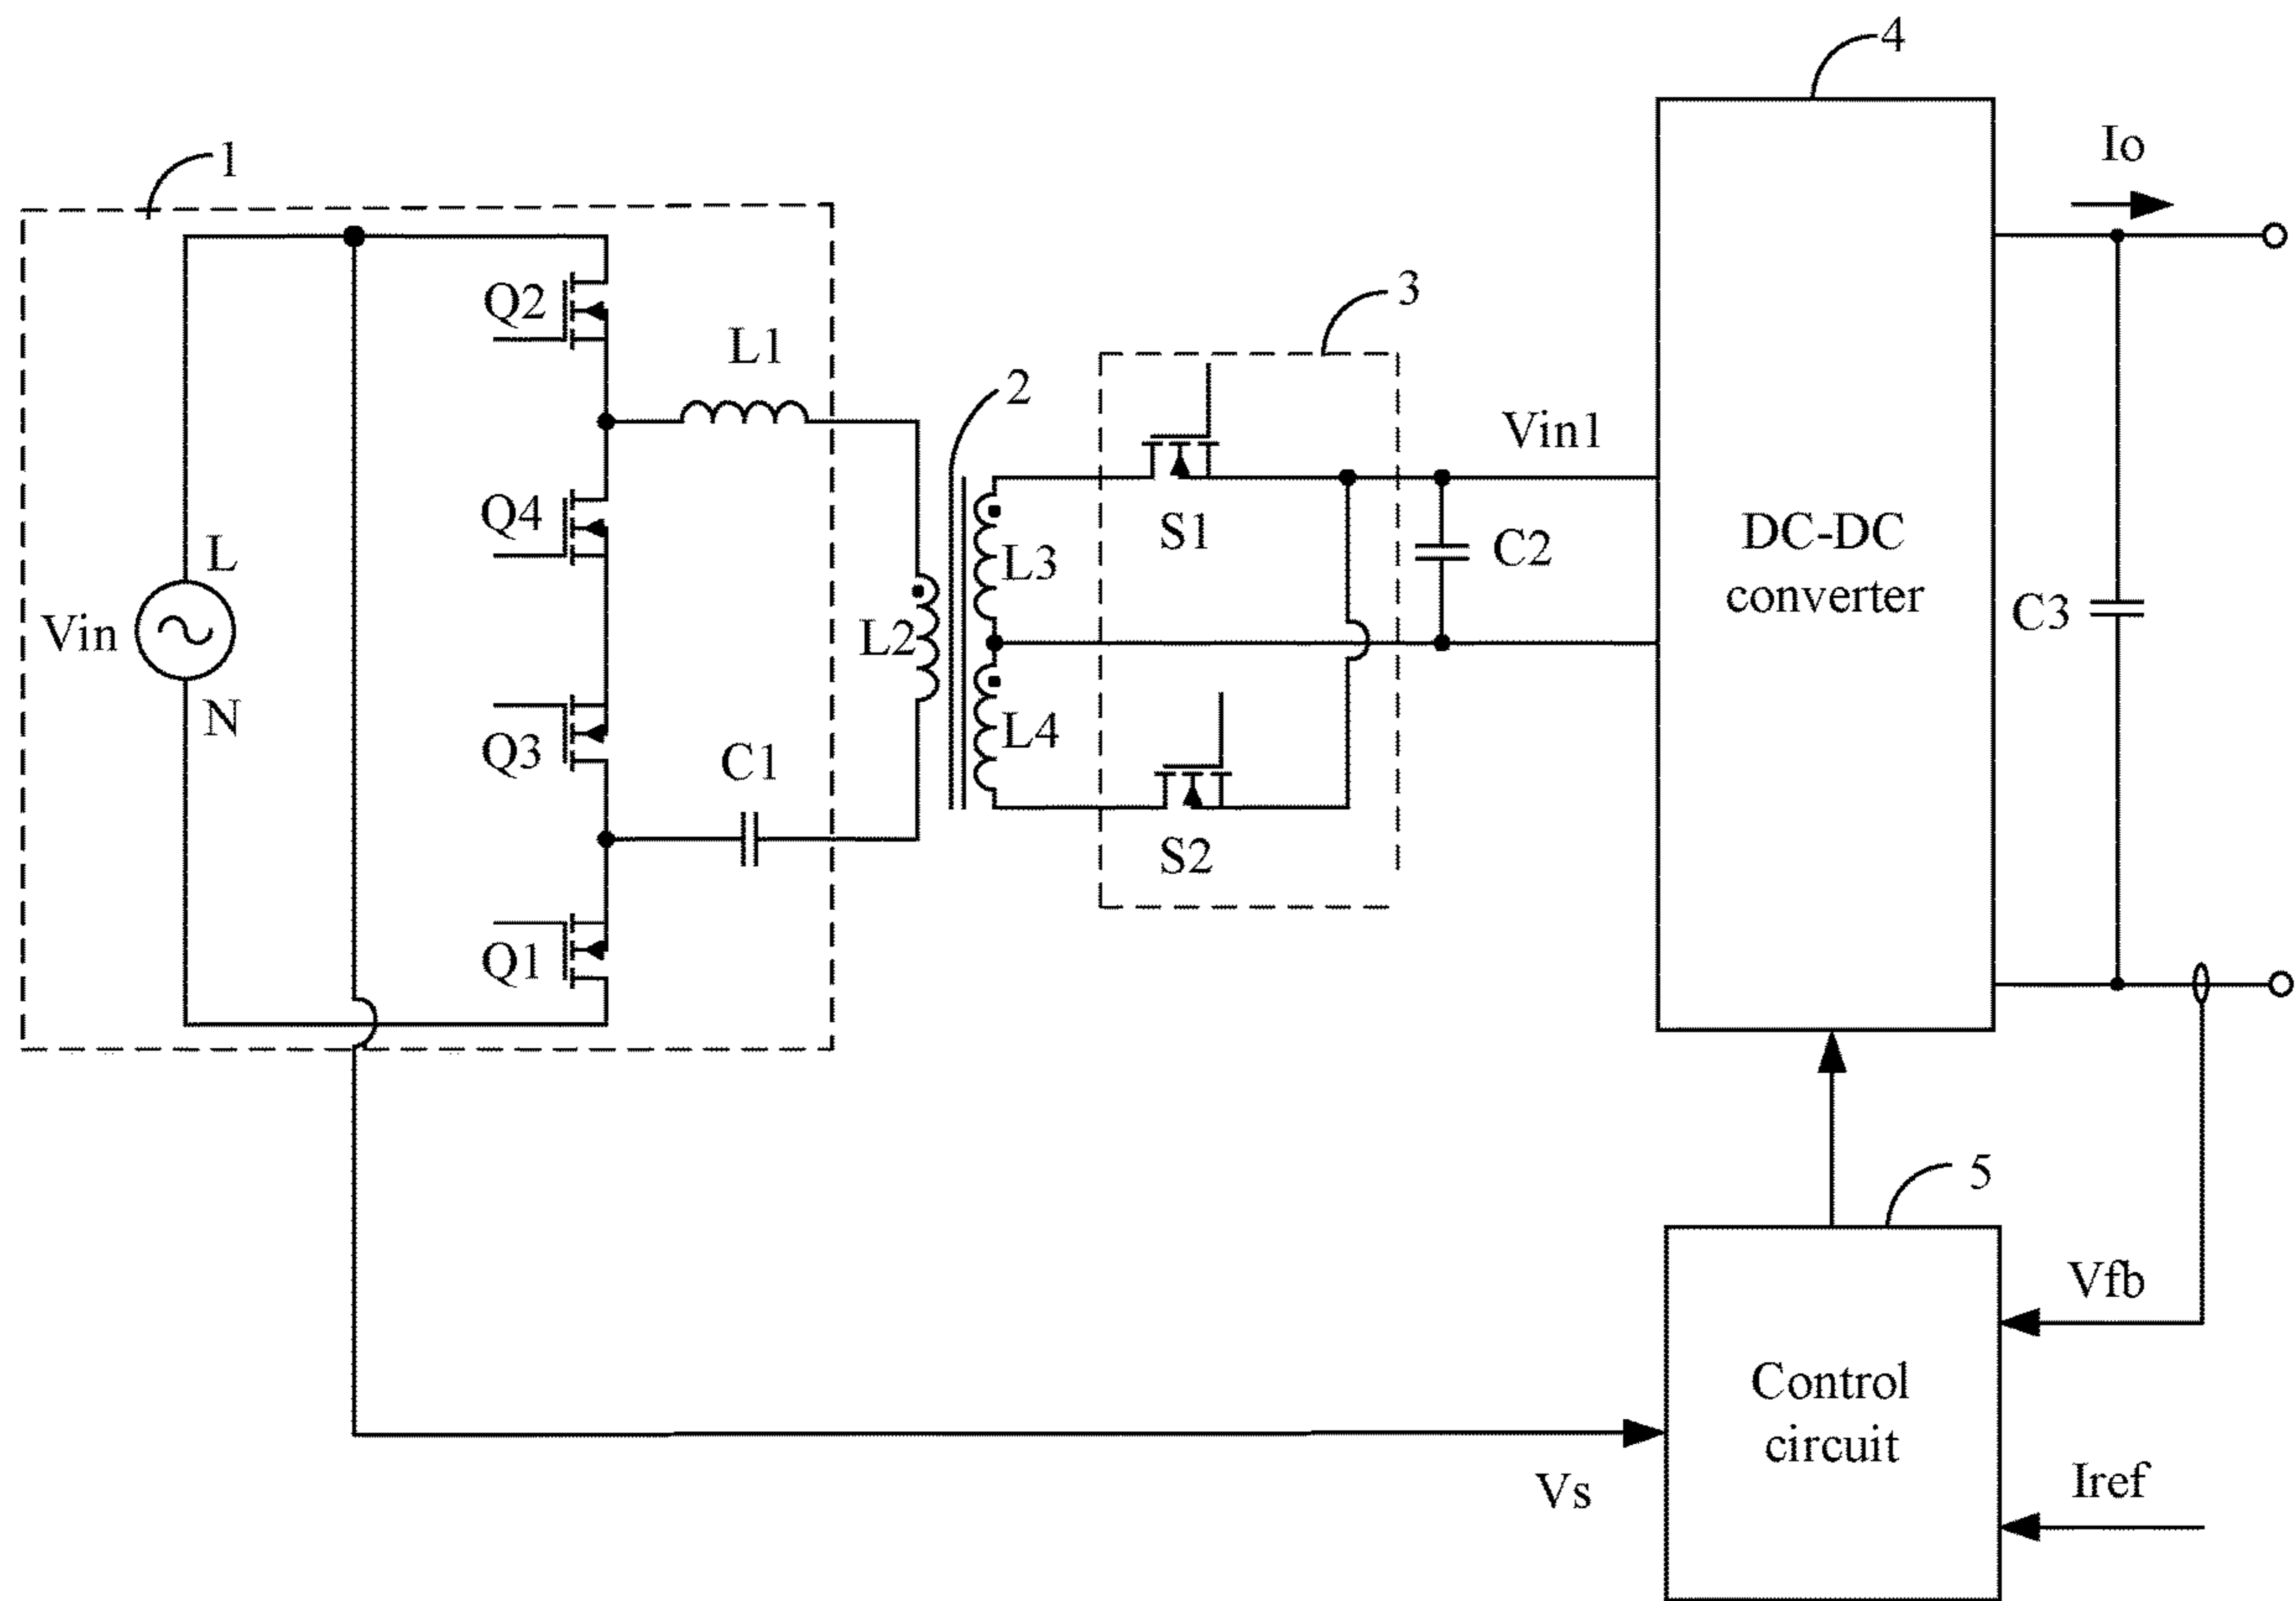 4
Io
1
3
Q2
L1
2
Vin1
Q4
S1
C2
DC-DC
converter
L
L3
Vin
L2
C3
N
L4
Q3
C1
S2
Q1
5
Vfb
Control
circuit
Vs
Iref